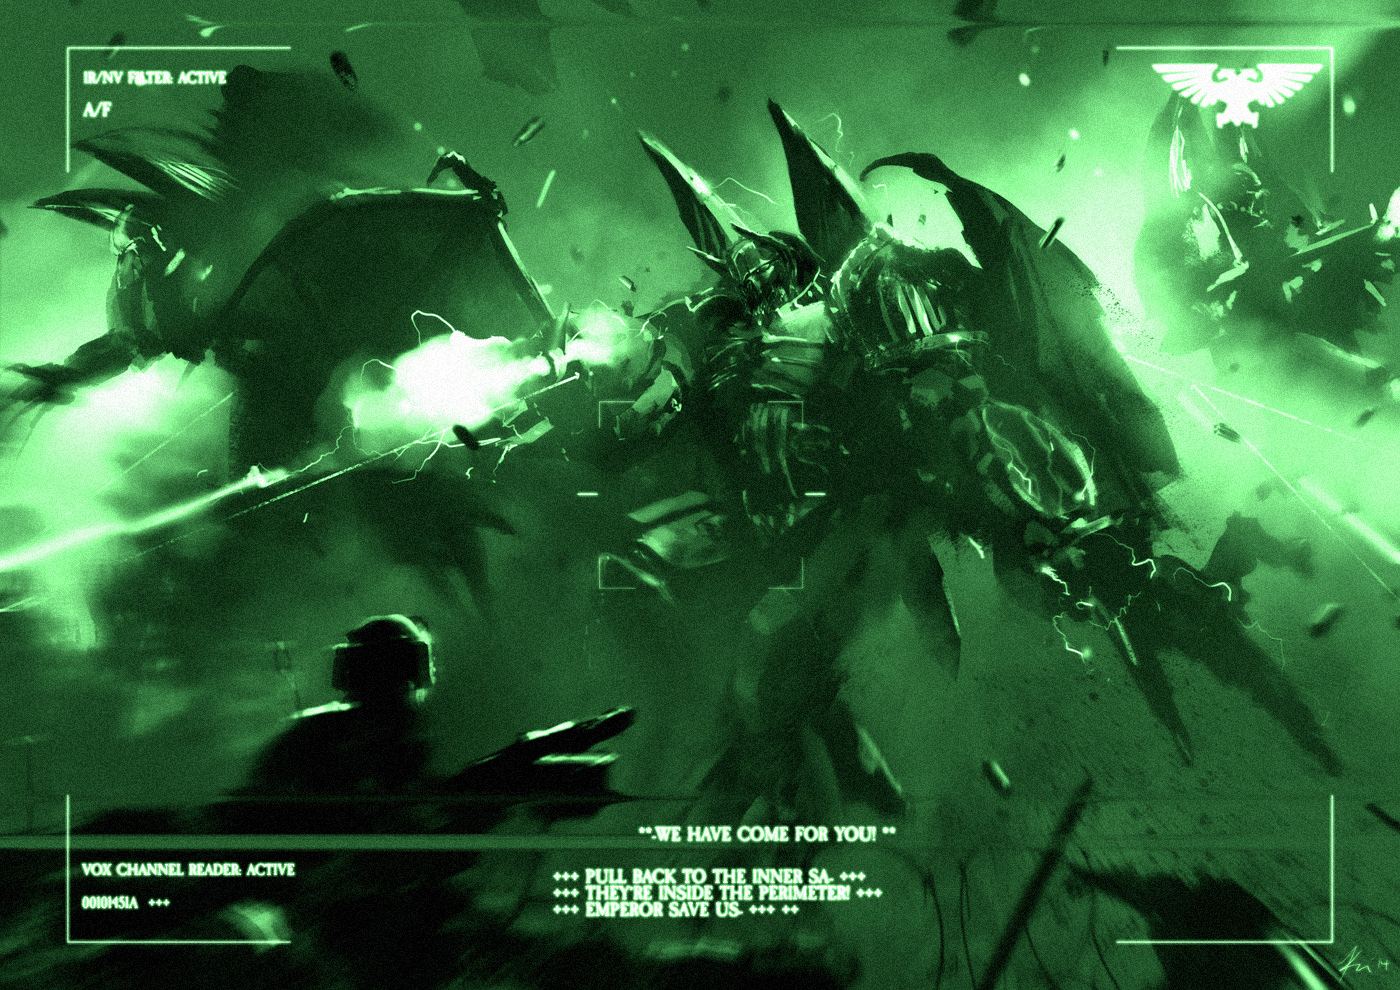 IR/NV FILTER: ACTIVE
A/F
**-WE HAVE COME FOR YOU! **
VOX CHANNEL READER: ACTIVE
00101451A +++
+++ PULL BACK TO THE INNER SA- +++
+++ THEY'RE INSIDE THE PERIMETER! +++
+++ EMPEROR SAVE US- +++ ++